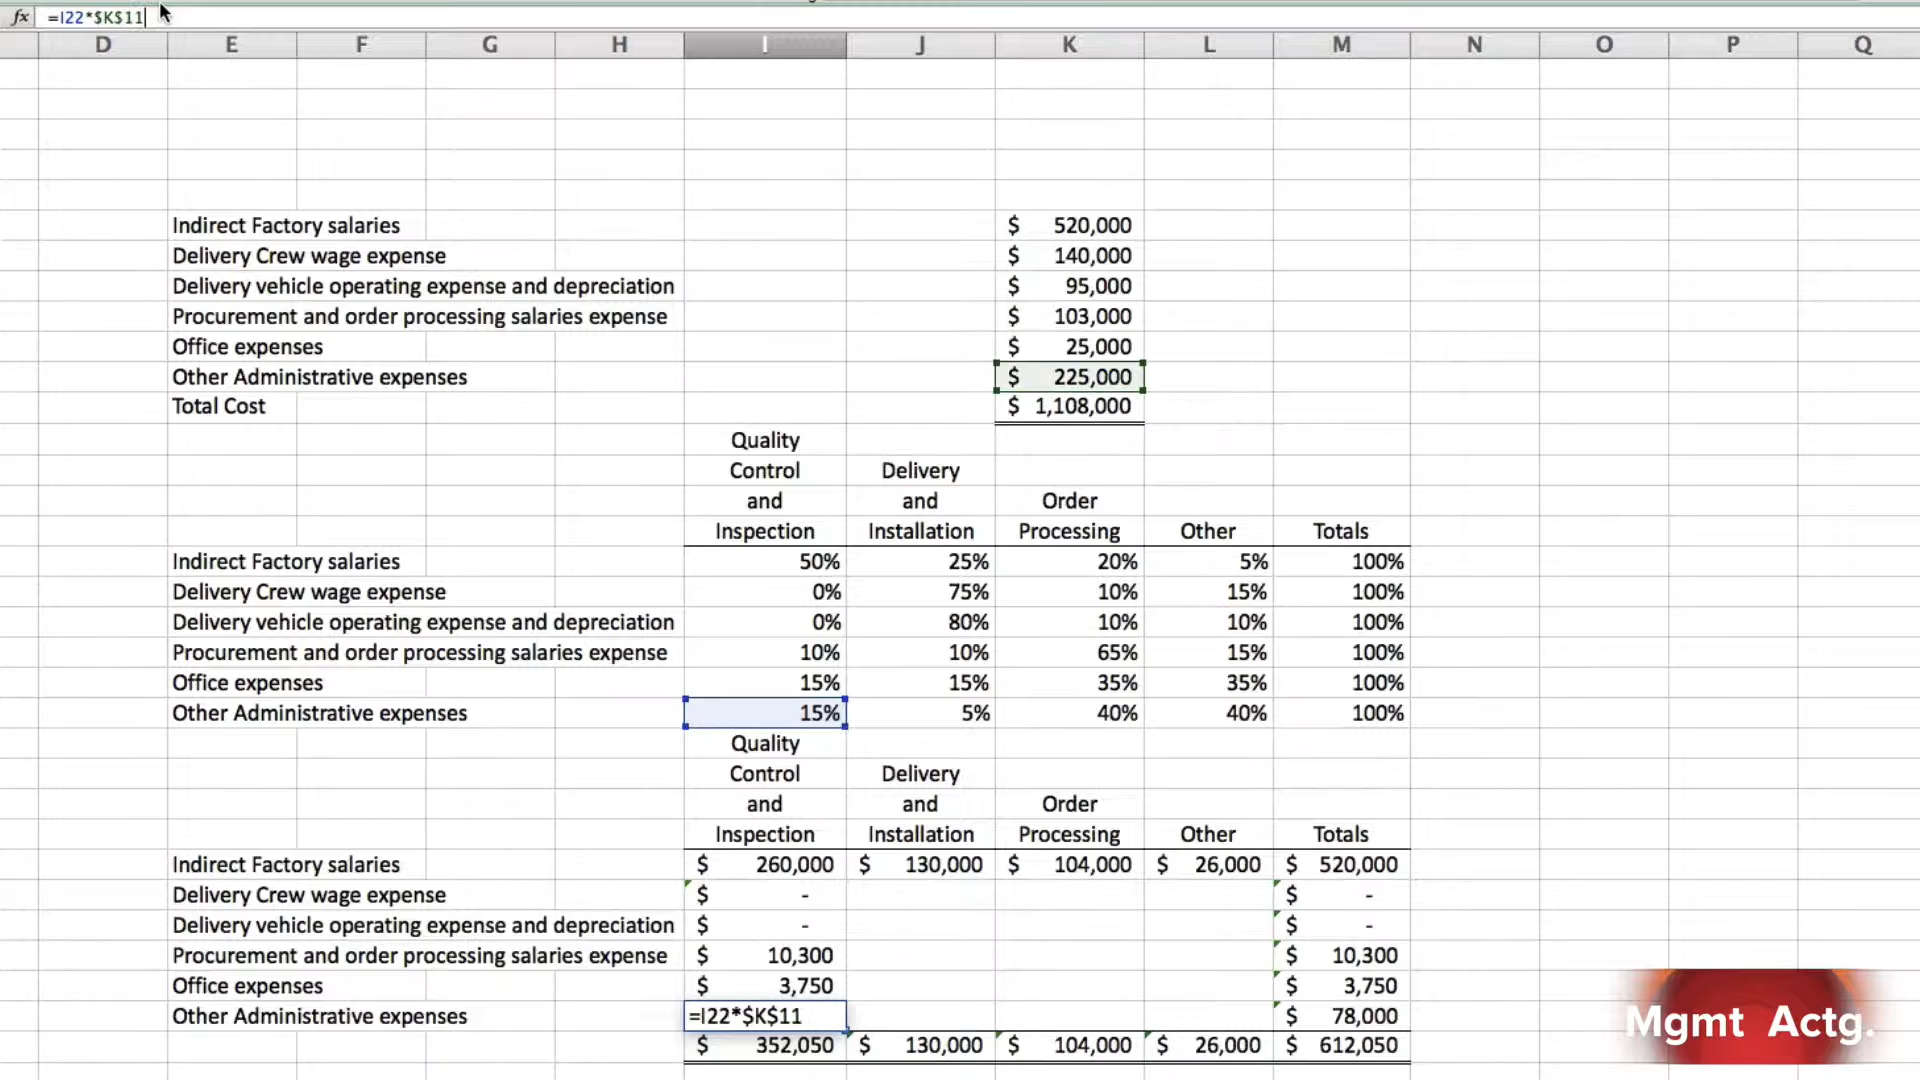 fx =I22*$K$11
D E F G H I J K L M N O P Q
Indirect Factory salaries $ 520,000
Delivery Crew wage expense $ 140,000
Delivery vehicle operating expense and depreciation $ 95,000
Procurement and order processing salaries expense $ 103,000
Office expenses $ 25,000
Other Administrative expenses $ 225,000
Total Cost $ 1,108,000
Quality
Control Delivery
and and Order
Inspection Installation Processing Other Totals
Indirect Factory salaries 50% 25% 20% 5% 100%
Delivery Crew wage expense 0% 75% 10% 15% 100%
Delivery vehicle operating expense and depreciation 0% 80% 10% 10% 100%
Procurement and order processing salaries expense 10% 10% 65% 15% 100%
Office expenses 15% 15% 35% 35% 100%
Other Administrative expenses 15% 5% 40% 40% 100%
Quality
Control Delivery
and and Order
Inspection Installation Processing Other Totals
Indirect Factory salaries $ 260,000 $ 130,000 $ 104,000 $ 26,000 $ 520,000
Delivery Crew wage expense $ - $ -
Delivery vehicle operating expense and depreciation $ - $ -
Procurement and order processing salaries expense $ 10,300 $ 10,300
Office expenses $ 3,750 $ 3,750
Other Administrative expenses =I22*$K$11 $ 78,000
$ 352,050 $ 130,000 $ 104,000 $ 26,000 $ 612,050
Mgmt Actg.